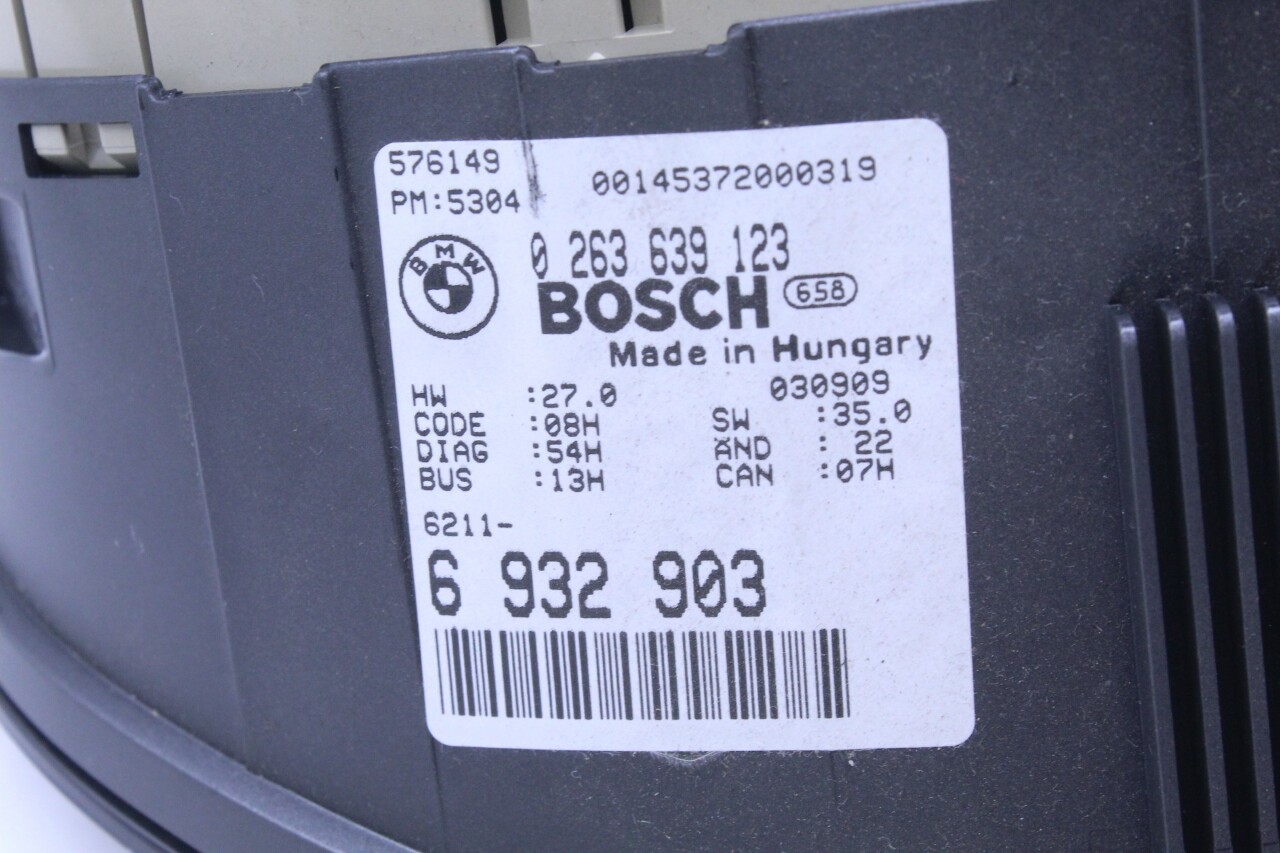 576149
00145372000319
PM:5304
BMW
0 263 639 123
BOSCH 658
Made in Hungary
HW :27.0 030909
CODE :08H SW :35.0
DIAG :54H AND : 22
BUS :13H CAN :07H
6211-
6 932 903